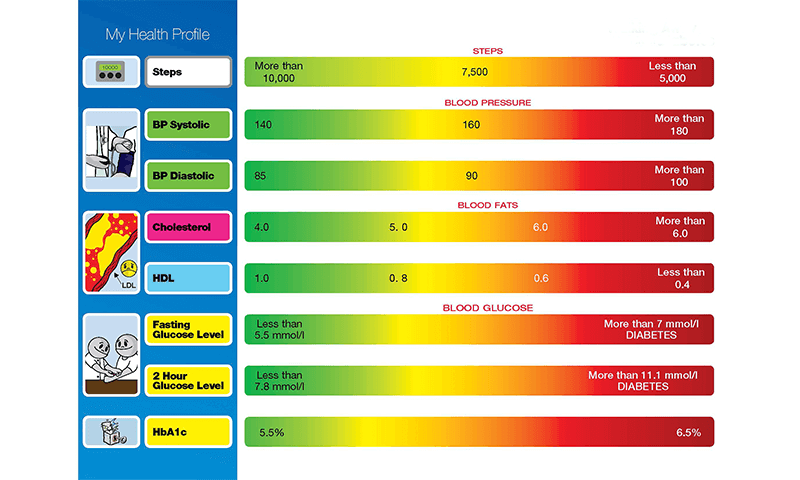 My Health Profile
STEPS
10000
Steps
More than
10,000
7,500
Less than
5,000
BLOOD PRESSURE
BP Systolic
140
160
More than
180
BP Diastolic
85
90
More than
100
BLOOD FATS
Cholesterol
4.0
5. 0
6.0
More than
6.0
LDL
HDL
1.0
0. 8
0.6
Less than
0.4
BLOOD GLUCOSE
Fasting
Glucose Level
Less than
5.5 mmol/l
More than 7 mmol/l
DIABETES
2 Hour
Glucose Level
Less than
7.8 mmol/l
More than 11.1 mmol/l
DIABETES
HbA1c
5.5%
6.5%